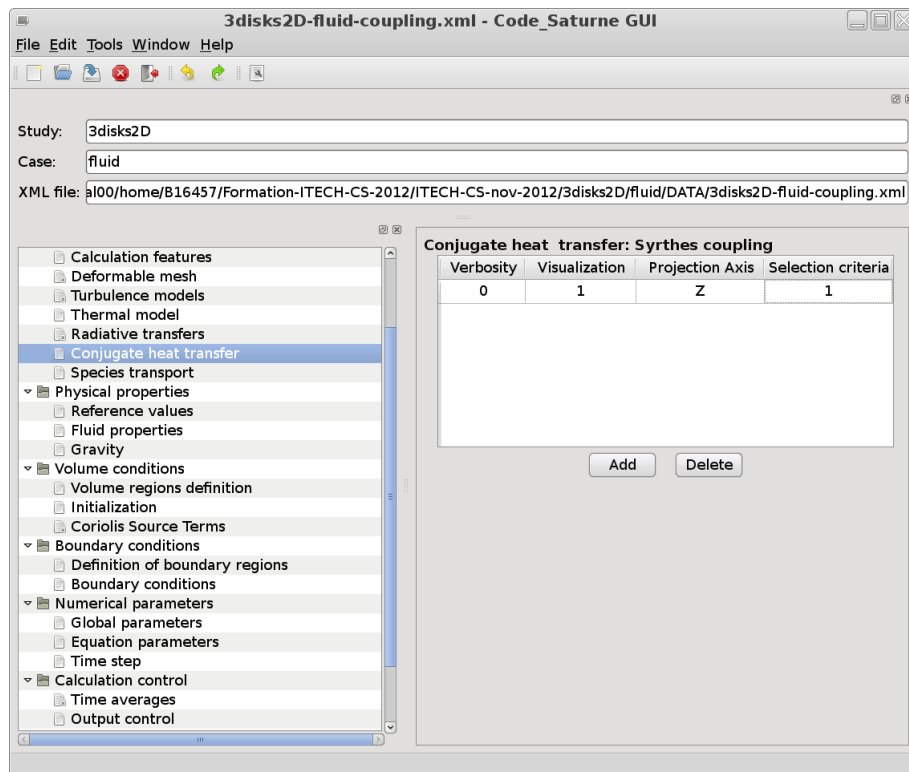 3disks2D-fluid-coupling.xml - Code_Saturne GUI
File Edit Tools Window Help
Study: 3disks2D
Case: fluid
XML file: al00/home/B16457/Formation-ITECH-CS-2012/ITECH-CS-nov-2012/3disks2D/fluid/DATA/3disks2D-fluid-coupling.xml
Calculation features
Deformable mesh
Turbulence models
Thermal model
Radiative transfers
Conjugate heat transfer
Species transport
Physical properties
Reference values
Fluid properties
Gravity
Volume conditions
Volume regions definition
Initialization
Coriolis Source Terms
Boundary conditions
Definition of boundary regions
Boundary conditions
Numerical parameters
Global parameters
Equation parameters
Time step
Calculation control
Time averages
Output control
Conjugate heat transfer: Syrthes coupling
Verbosity Visualization Projection Axis Selection criteria
0 1 Z 1
Add Delete